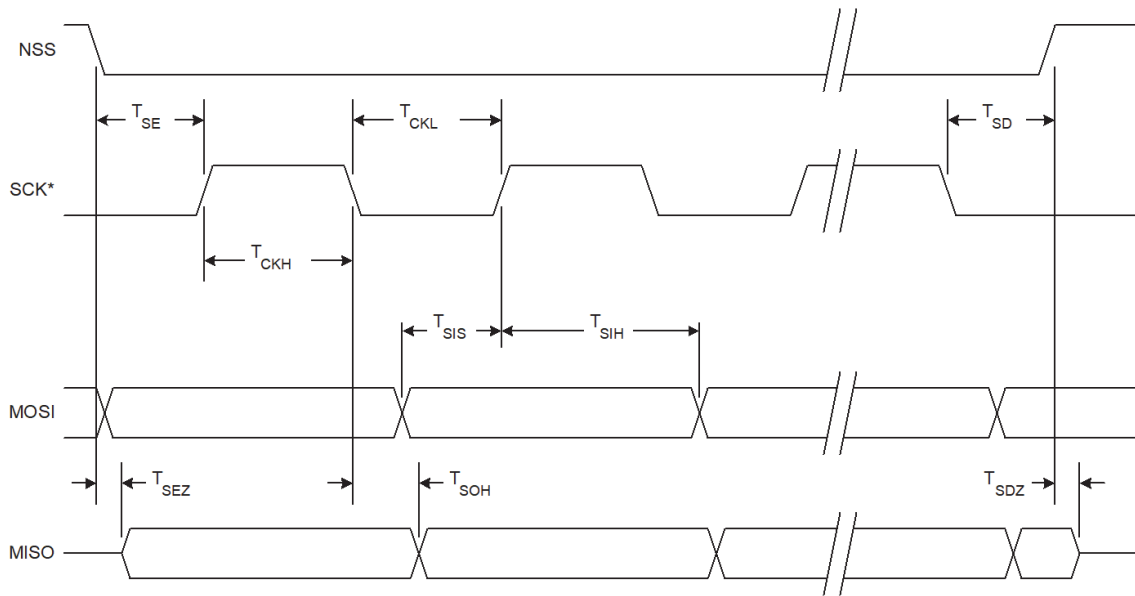 NSS
TSE
TCKL
TSD
SCK*
TCKH
TSIS
TSIH
MOSI
TSEZ
TSOH
TSDZ
MISO